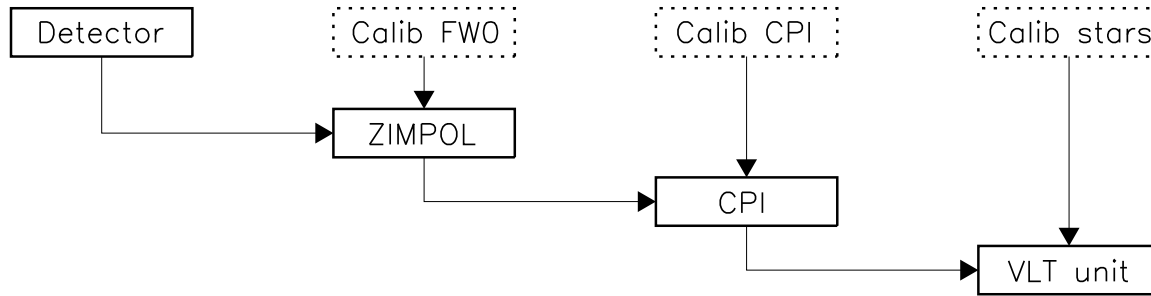 Detector
Calib FW0
Calib CPI
Calib stars
ZIMPOL
CPI
VLT unit